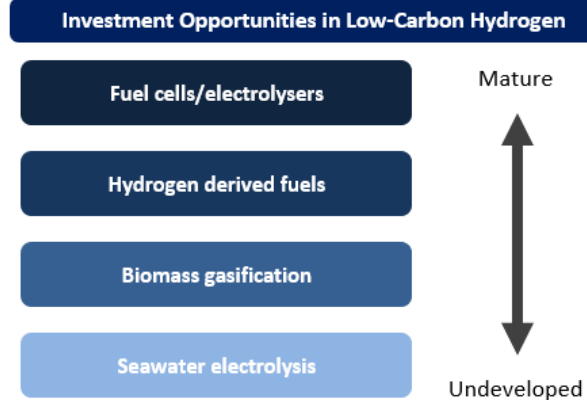 Investment Opportunities in Low-Carbon Hydrogen
Fuel cells/electrolysers
Mature
Hydrogen derived fuels
Biomass gasification
Seawater electrolysis
Undeveloped